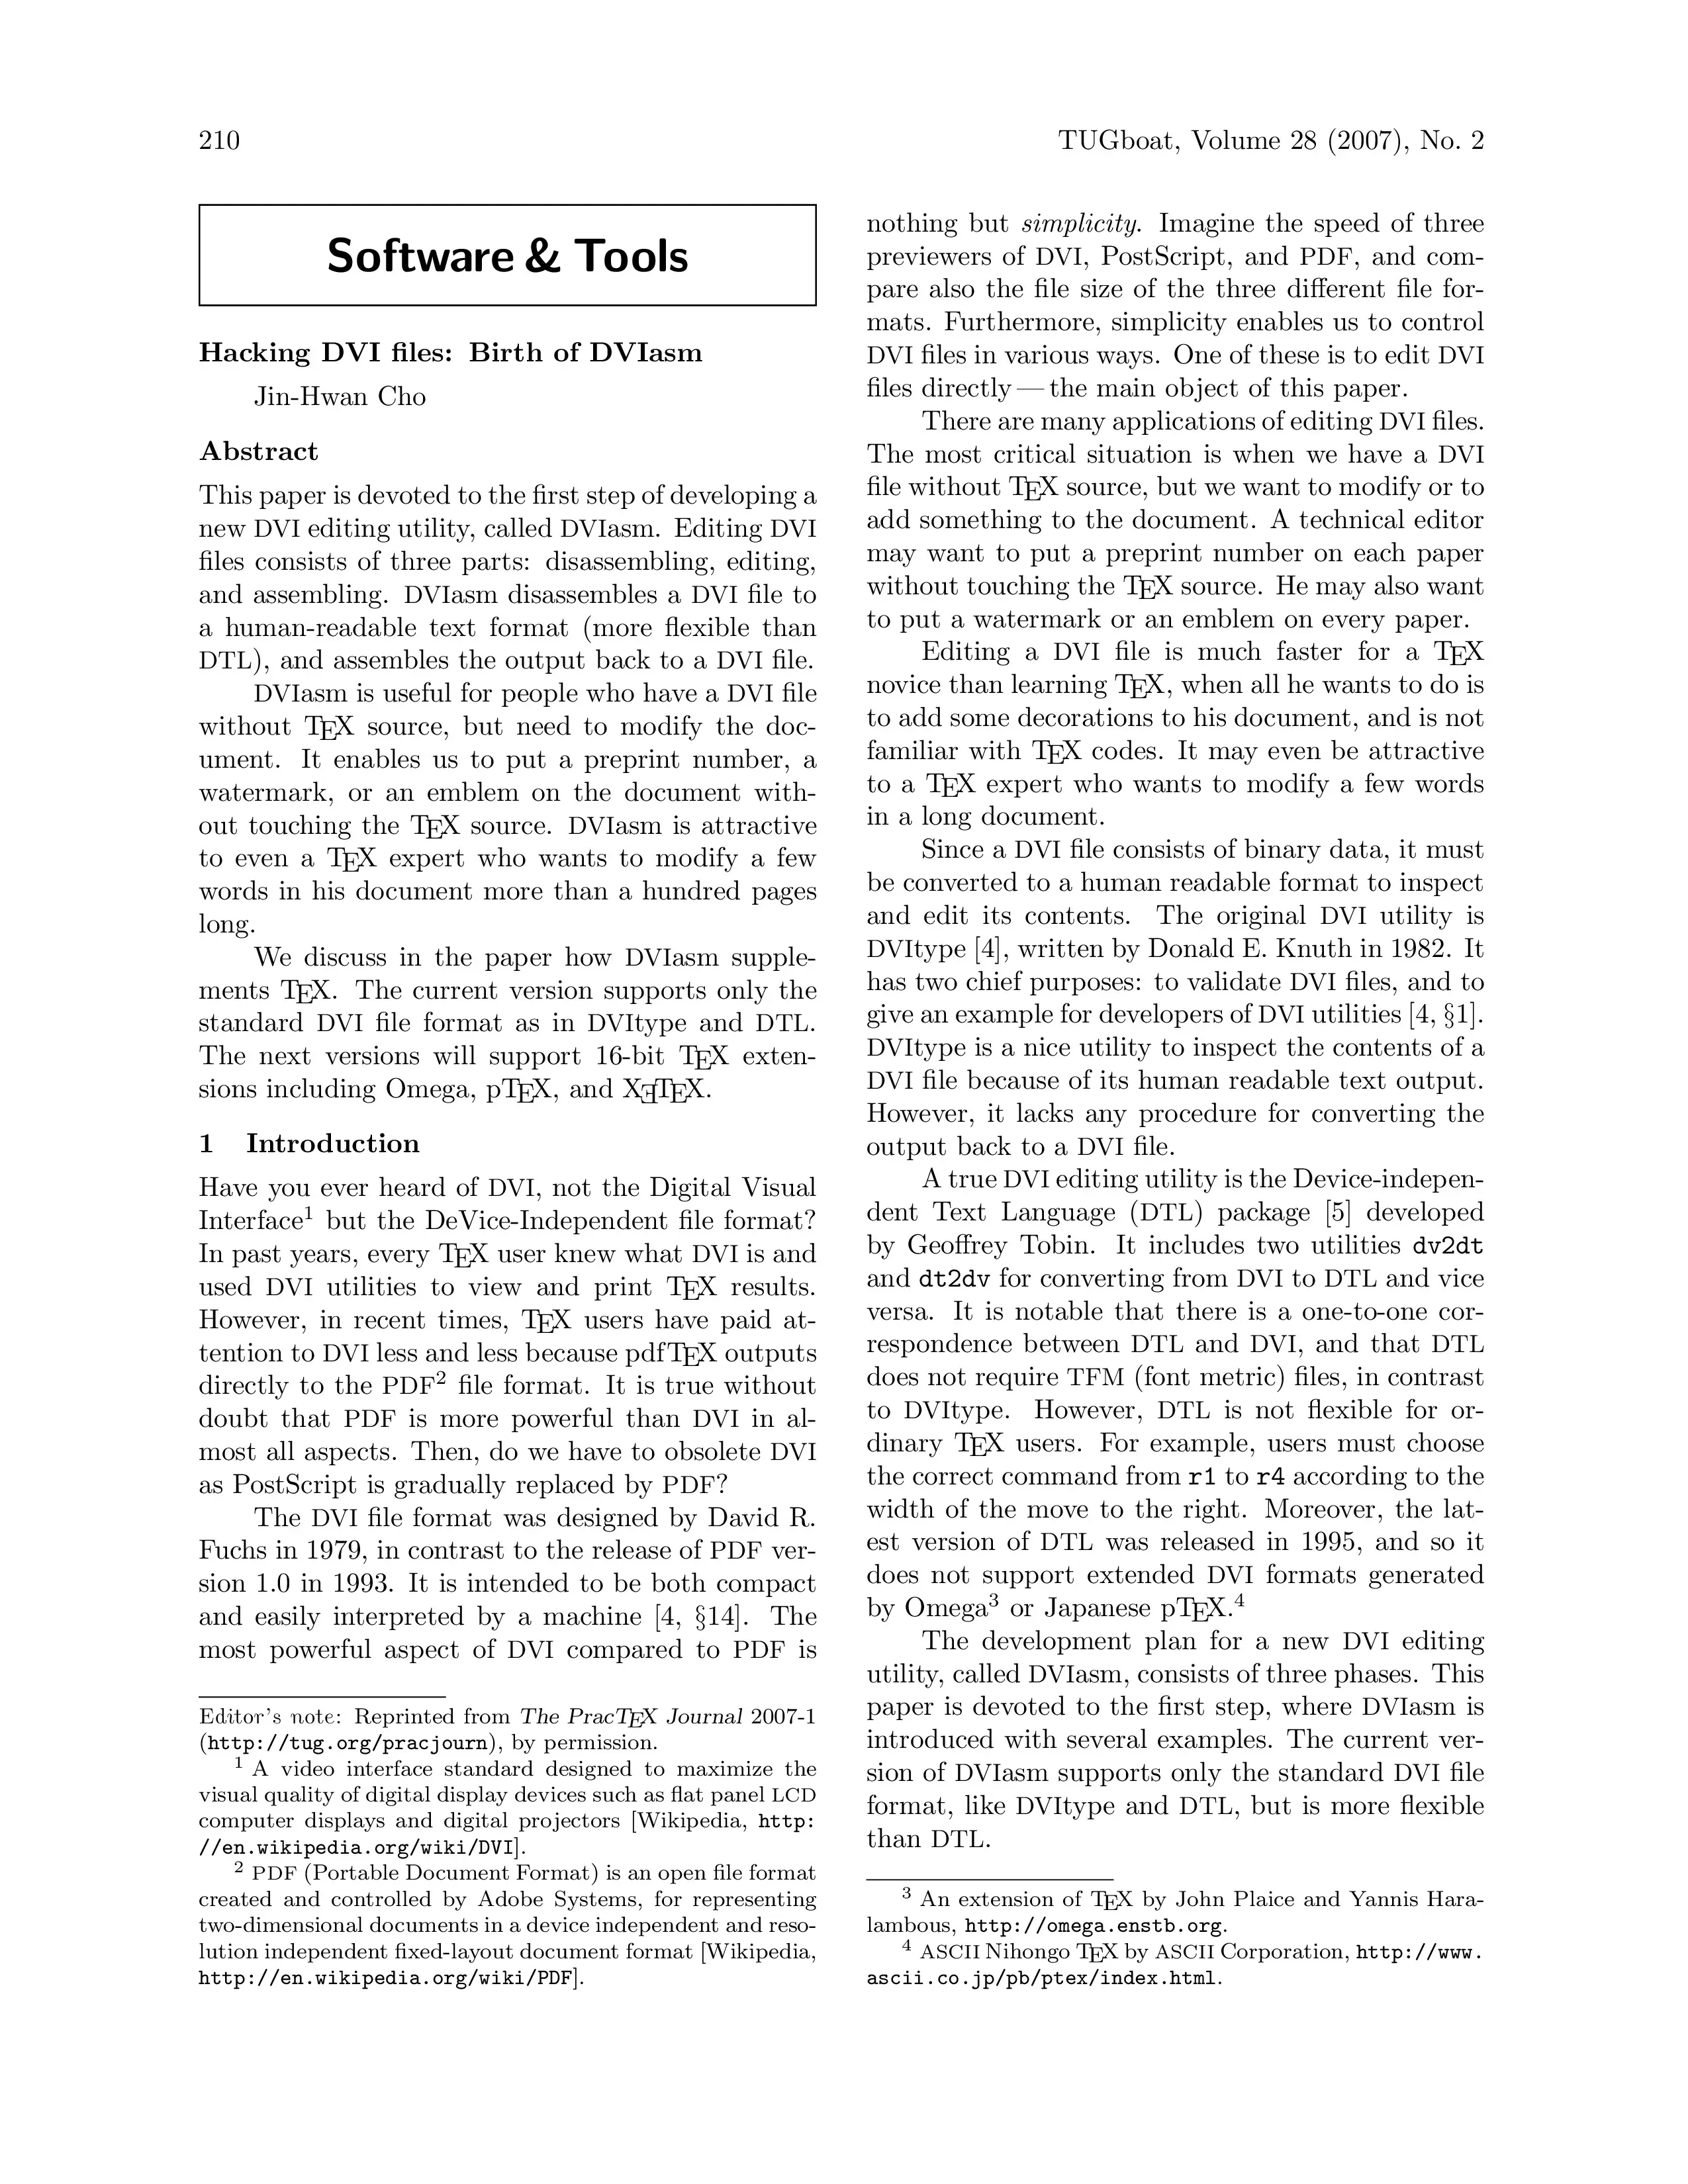 210
TUGboat, Volume 28 (2007), No. 2
Software & Tools
Hacking DVI files: Birth of DVIasm
Jin-Hwan Cho
Abstract
This paper is devoted to the first step of developing a
new DVI editing utility, called DVIasm. Editing DVI
files consists of three parts: disassembling, editing,
and assembling. DVIasm disassembles a DVI file to
a human-readable text format (more flexible than
DTL), and assembles the output back to a DVI file.
DVIasm is useful for people who have a DVI file
without TEX source, but need to modify the doc-
ument. It enables us to put a preprint number, a
watermark, or an emblem on the document with-
out touching the TEX source. DVIasm is attractive
to even a TEX expert who wants to modify a few
words in his document more than a hundred pages
long.
We discuss in the paper how DVIasm supple-
ments TEX. The current version supports only the
standard DVI file format as in DVItype and DTL.
The next versions will support 16-bit TEX exten-
sions including Omega, pTEX, and XƎTEX.
1 Introduction
Have you ever heard of DVI, not the Digital Visual
Interface¹ but the DeVice-Independent file format?
In past years, every TEX user knew what DVI is and
used DVI utilities to view and print TEX results.
However, in recent times, TEX users have paid at-
tention to DVI less and less because pdfTEX outputs
directly to the PDF² file format. It is true without
doubt that PDF is more powerful than DVI in al-
most all aspects. Then, do we have to obsolete DVI
as PostScript is gradually replaced by PDF?
The DVI file format was designed by David R.
Fuchs in 1979, in contrast to the release of PDF ver-
sion 1.0 in 1993. It is intended to be both compact
and easily interpreted by a machine [4, §14]. The
most powerful aspect of DVI compared to PDF is
Editor's note: Reprinted from The PracTEX Journal 2007-1
(http://tug.org/pracjourn), by permission.
¹ A video interface standard designed to maximize the
visual quality of digital display devices such as flat panel LCD
computer displays and digital projectors [Wikipedia, http:
//en.wikipedia.org/wiki/DVI].
² PDF (Portable Document Format) is an open file format
created and controlled by Adobe Systems, for representing
two-dimensional documents in a device independent and reso-
lution independent fixed-layout document format [Wikipedia,
http://en.wikipedia.org/wiki/PDF].
nothing but simplicity. Imagine the speed of three
previewers of DVI, PostScript, and PDF, and com-
pare also the file size of the three different file for-
mats. Furthermore, simplicity enables us to control
DVI files in various ways. One of these is to edit DVI
files directly — the main object of this paper.
There are many applications of editing DVI files.
The most critical situation is when we have a DVI
file without TEX source, but we want to modify or to
add something to the document. A technical editor
may want to put a preprint number on each paper
without touching the TEX source. He may also want
to put a watermark or an emblem on every paper.
Editing a DVI file is much faster for a TEX
novice than learning TEX, when all he wants to do is
to add some decorations to his document, and is not
familiar with TEX codes. It may even be attractive
to a TEX expert who wants to modify a few words
in a long document.
Since a DVI file consists of binary data, it must
be converted to a human readable format to inspect
and edit its contents. The original DVI utility is
DVItype [4], written by Donald E. Knuth in 1982. It
has two chief purposes: to validate DVI files, and to
give an example for developers of DVI utilities [4, §1].
DVItype is a nice utility to inspect the contents of a
DVI file because of its human readable text output.
However, it lacks any procedure for converting the
output back to a DVI file.
A true DVI editing utility is the Device-indepen-
dent Text Language (DTL) package [5] developed
by Geoffrey Tobin. It includes two utilities dv2dt
and dt2dv for converting from DVI to DTL and vice
versa. It is notable that there is a one-to-one cor-
respondence between DTL and DVI, and that DTL
does not require TFM (font metric) files, in contrast
to DVItype. However, DTL is not flexible for or-
dinary TEX users. For example, users must choose
the correct command from r1 to r4 according to the
width of the move to the right. Moreover, the lat-
est version of DTL was released in 1995, and so it
does not support extended DVI formats generated
by Omega³ or Japanese pTEX.⁴
The development plan for a new DVI editing
utility, called DVIasm, consists of three phases. This
paper is devoted to the first step, where DVIasm is
introduced with several examples. The current ver-
sion of DVIasm supports only the standard DVI file
format, like DVItype and DTL, but is more flexible
than DTL.
³ An extension of TEX by John Plaice and Yannis Hara-
lambous, http://omega.enstb.org.
⁴ ASCII Nihongo TEX by ASCII Corporation, http://www.
ascii.co.jp/pb/ptex/index.html.